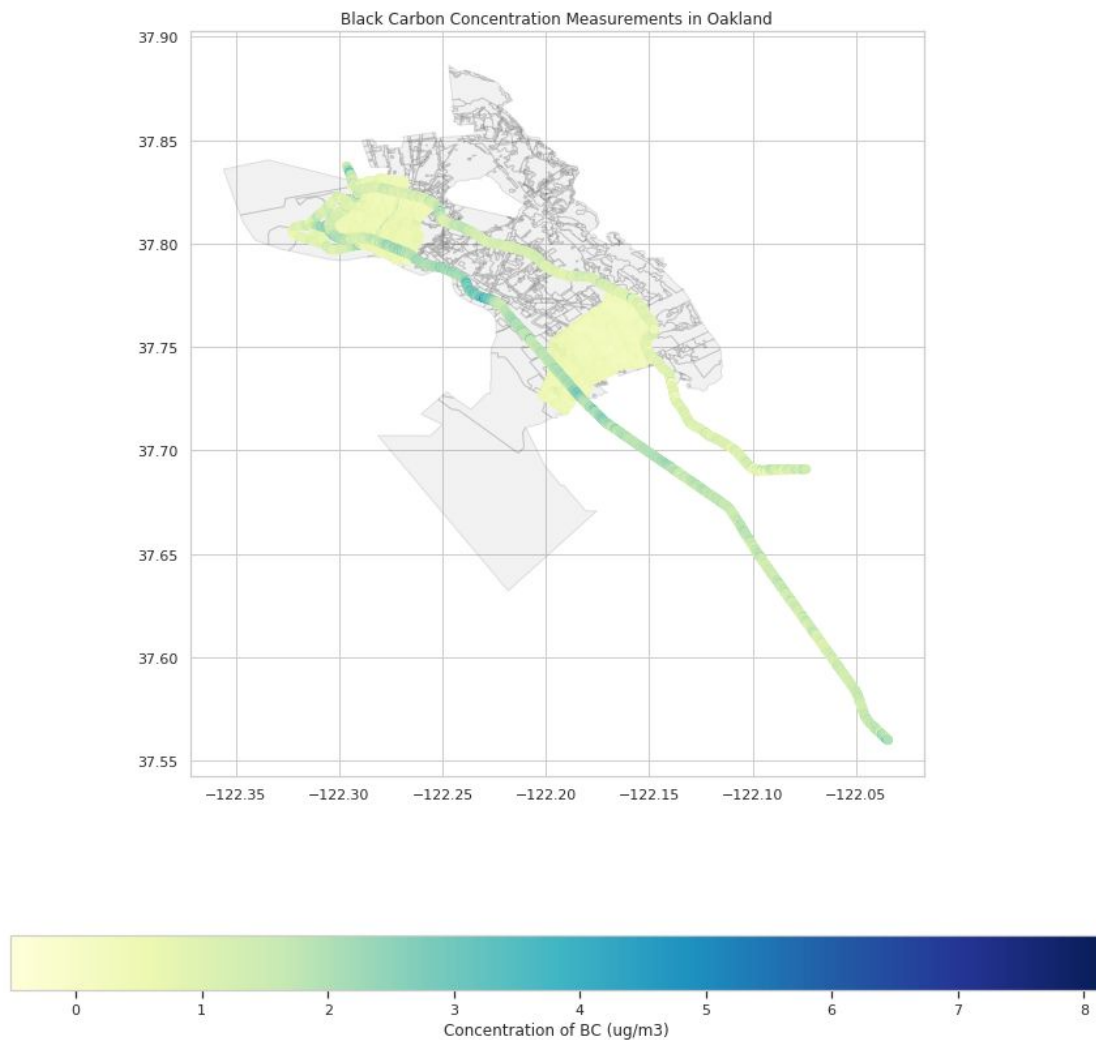 Black Carbon Concentration Measurements in Oakland
37.90
37.85
37.80
37.75
37.70
37.65
37.60
37.55
−122.35 −122.30 −122.25 −122.20 −122.15 −122.10 −122.05
0 1 2 3 4 5 6 7 8
Concentration of BC (ug/m3)